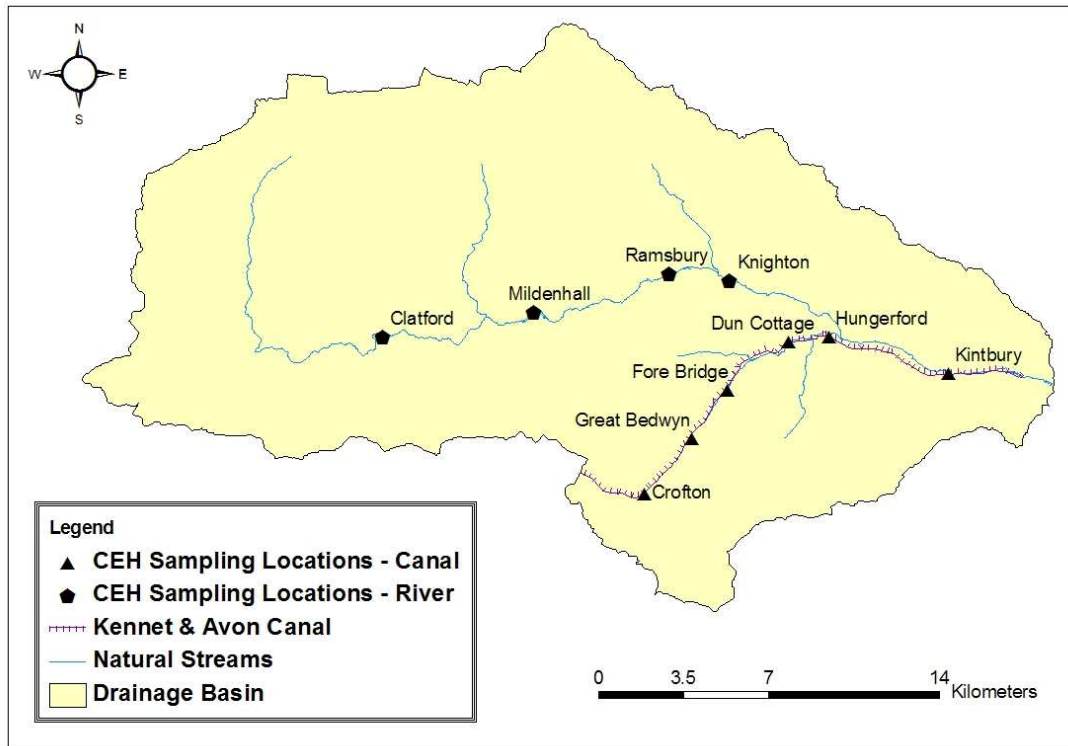 N
W
E
S
Ramsbury
Knighton
Mildenhall
Clatford
Dun Cottage
Hungerford
Fore Bridge
Kintbury
Great Bedwyn
Crofton
Legend
CEH Sampling Locations - Canal
CEH Sampling Locations - River
Kennet & Avon Canal
Natural Streams
Drainage Basin
0 3.5 7 14
Kilometers